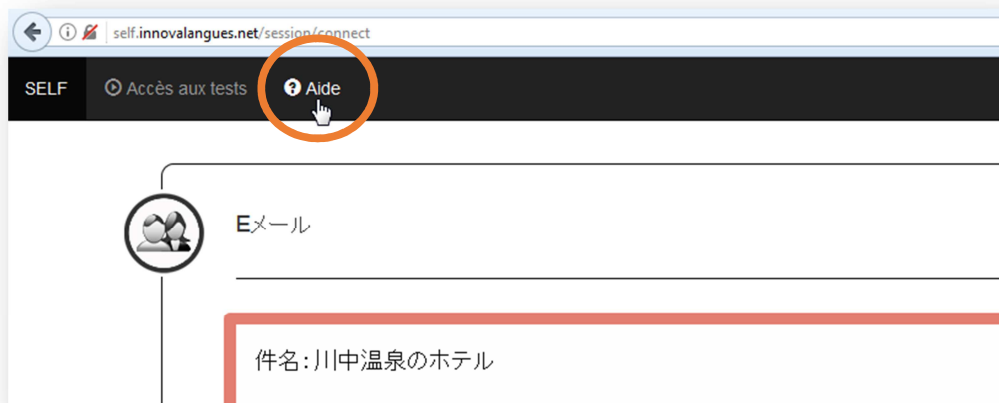 self.innovalangues.net/session/connect
SELF Accès aux tests Aide
Eメール
件名:川中温泉のホテル